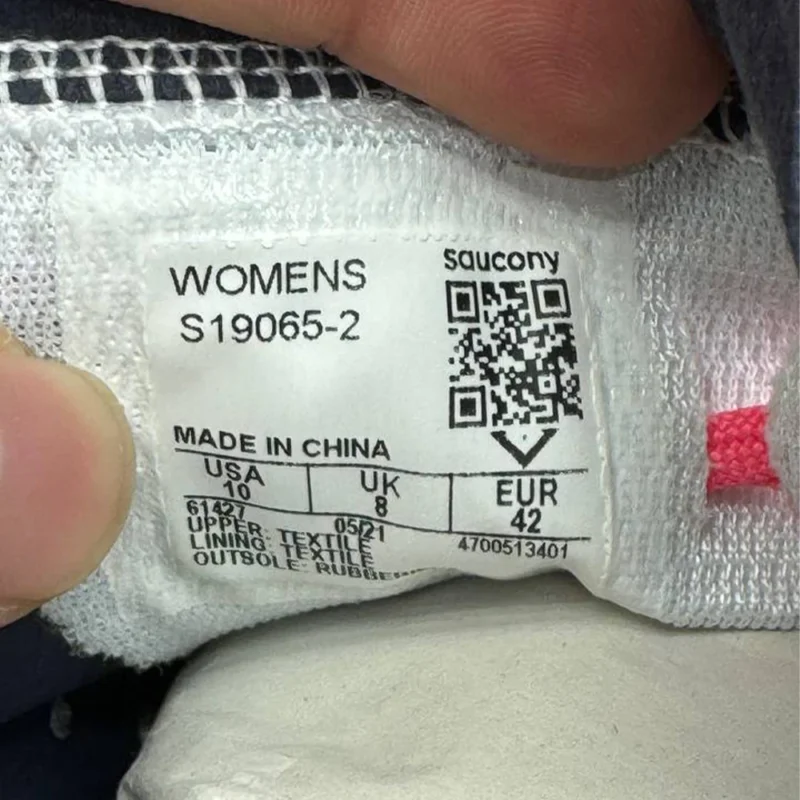 WOMENS
S19065-2
saucony
MADE IN CHINA
USA UK EUR
10 8 42
61427 05/21
UPPER: TEXTILE
LINING: TEXTILE
OUTSOLE: RUBBER
4700513401